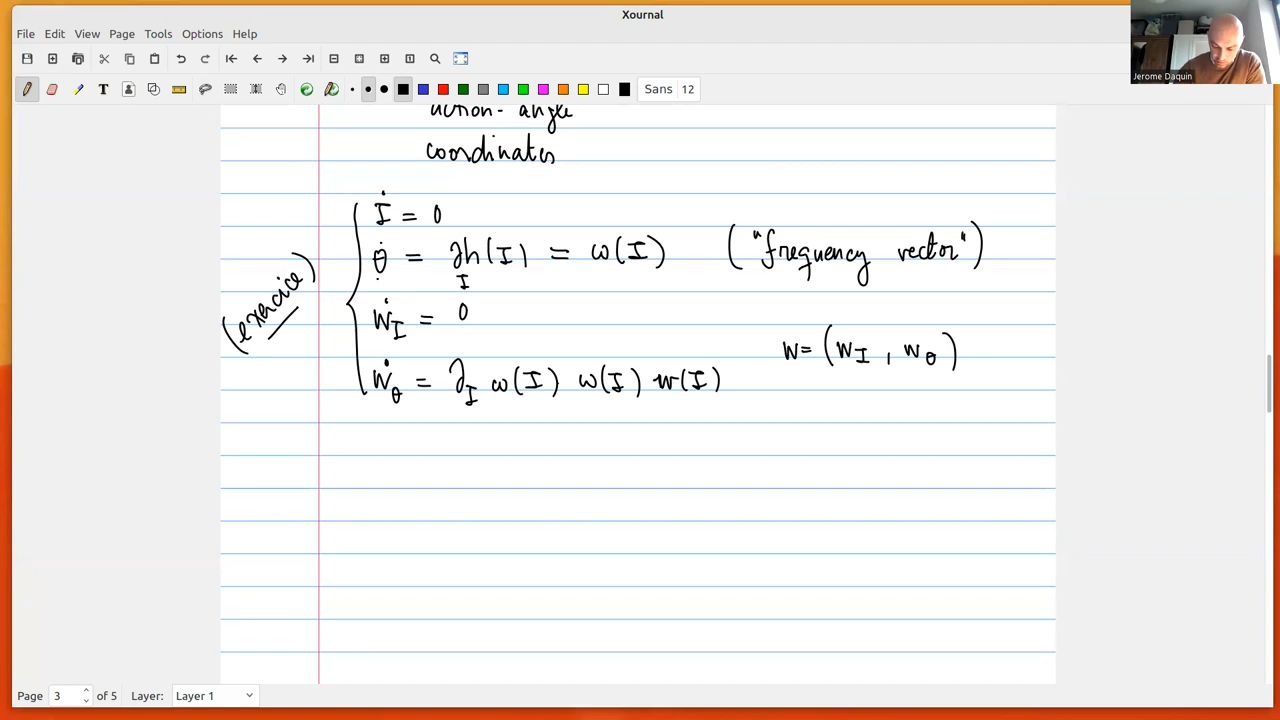 Xournal
File Edit View Page Tools Options Help
Sans 12
Jerome Daquin
action-angle
coordinates
(exercice)
İ = 0
θ̇ = ∂h(I) = ω(I) ("frequency vector")
I
ẇ_I = 0
w = (w_I, w_θ)
ẇ_θ = ∂_I ω(I) ω(I) w(I)
Page 3 of 5 Layer: Layer 1